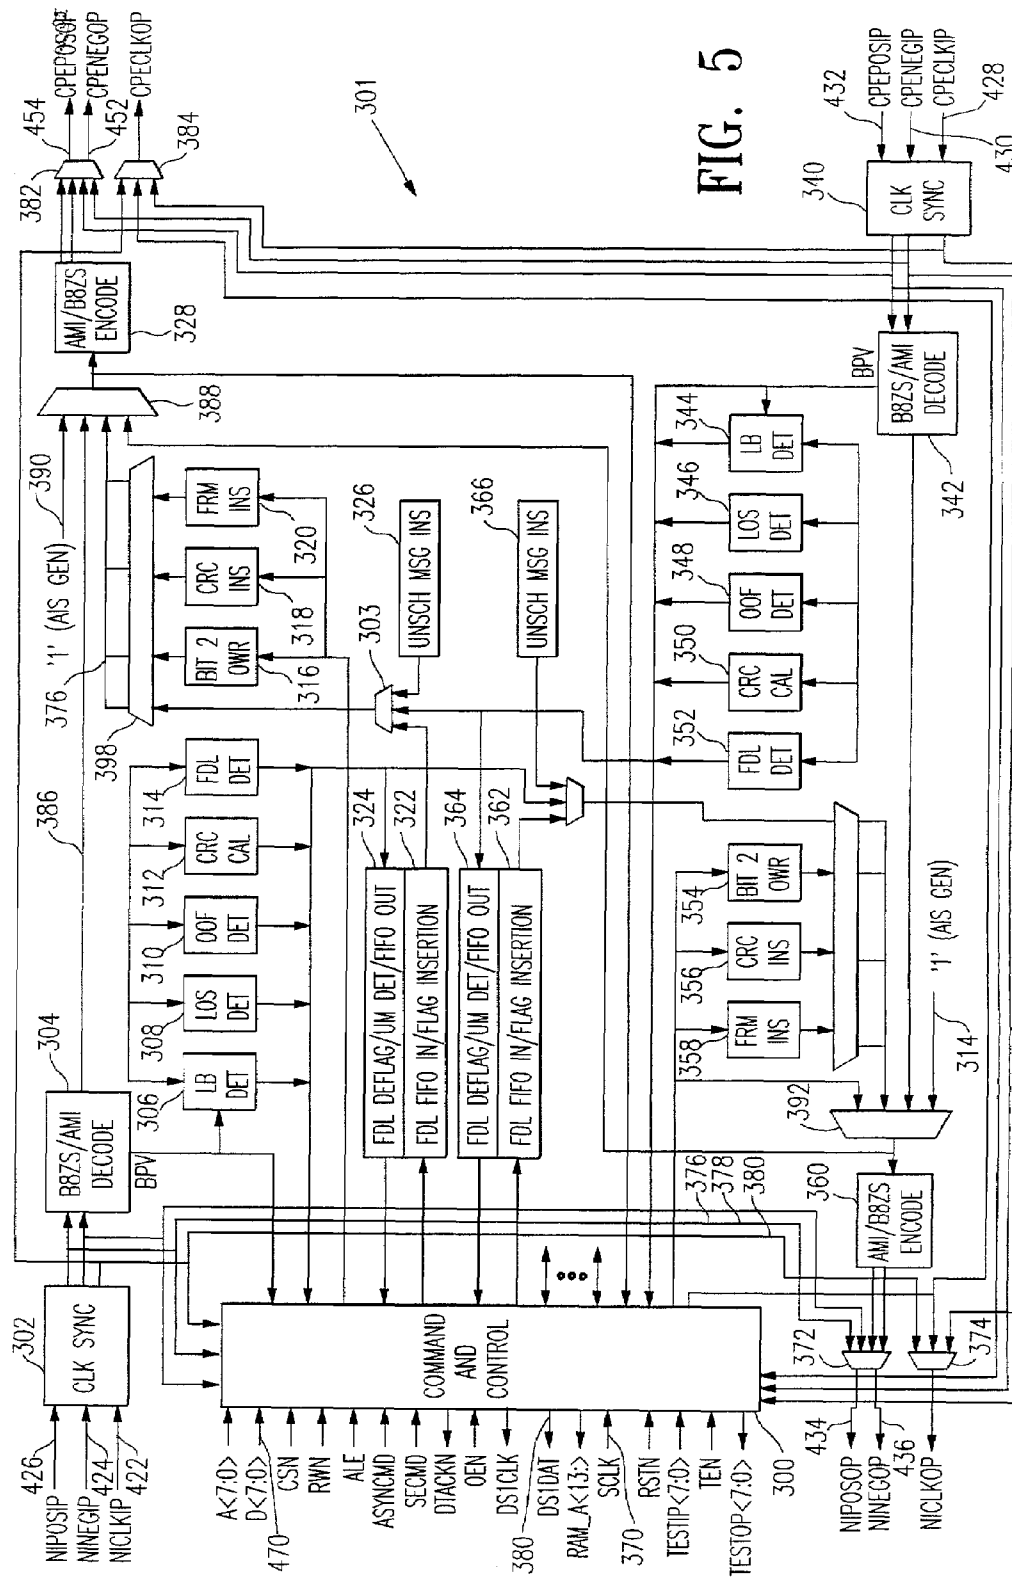 426
NIPOSIP
NINEGIP
424
NICLKIP
422
302
CLK SYNC
304
B8ZS/AMI
DECODE
BPV
386
376
'1' (AIS GEN)
390
388
AMI/B8ZS
ENCODE
328
382
454
CPEPOSOP
CPENEGOP
452
CPECLKOP
384
306
LB
DET
308
LOS
DET
310
OOF
DET
312
CRC
CAL
314
FDL
DET
398
BIT 2
OWR
316
CRC
INS
318
FRM
INS
320
303
326
UNSCH MSG INS
366
UNSCH MSG INS
301
FIG. 5
324
FDL DEFLAG/UM DET/FIFO OUT
322
FDL FIFO IN/FLAG INSERTION
364
FDL DEFLAG/UM DET/FIFO OUT
362
FDL FIFO IN/FLAG INSERTION
A<7:0>
D<7:0>
470
CSN
RWN
ALE
ASYNCMD
SECMD
DTACKN
OEN
DS1CLK
DS1DAT
380
RAM_A<13:>
SCLK
370
RSTN
TESTIP<7:0>
TEN
TESTOP<7:0>
300
COMMAND
AND
CONTROL
376
378
380
352
FDL
DET
350
CRC
CAL
348
OOF
DET
346
LOS
DET
344
LB
DET
BPV
B8ZS/AMI
DECODE
342
340
CLK
SYNC
432
CPEPOSIP
CPENEGIP
430
CPECLKIP
428
358
FRM
INS
356
CRC
INS
354
BIT 2
OWR
'1' (AIS GEN)
314
392
360
AMI/B8ZS
ENCODE
372
374
434
NIPOSOP
NINEGOP
436
NICLKOP